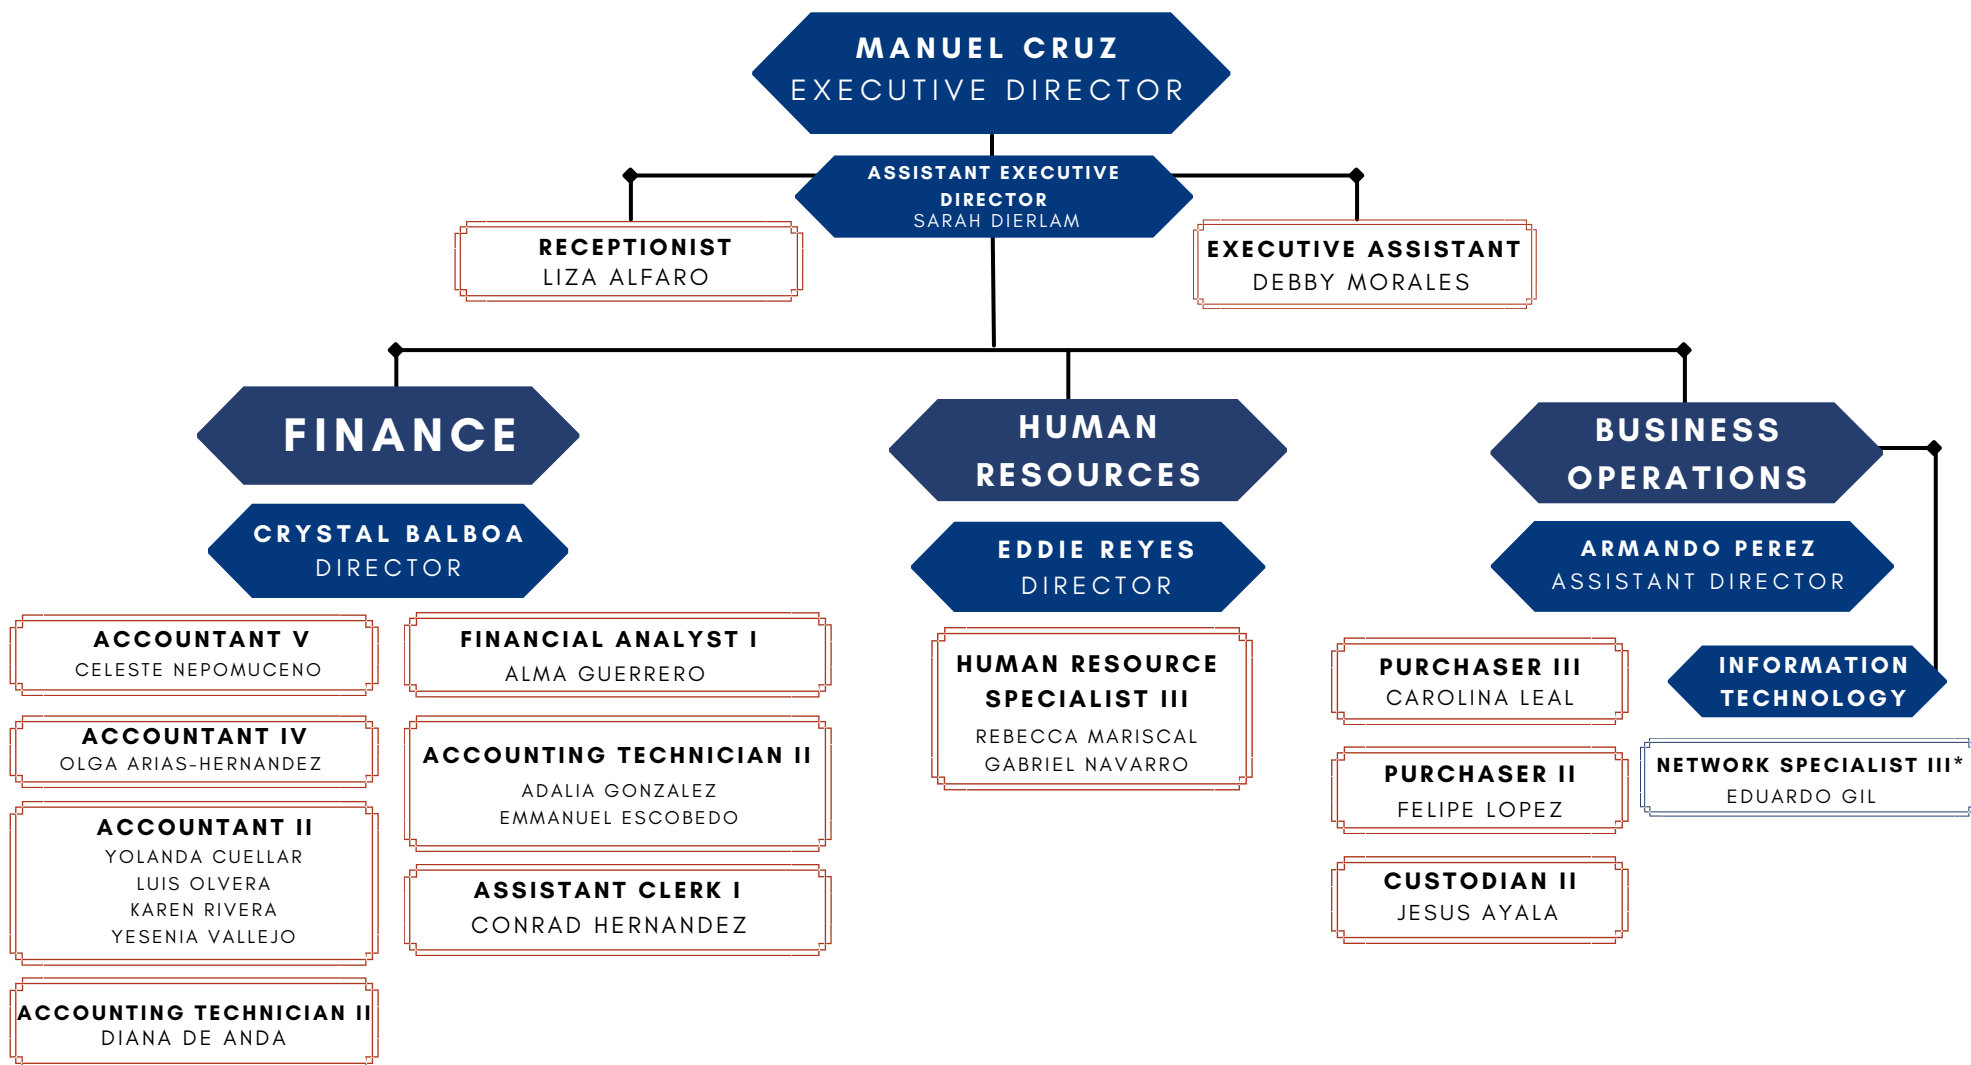 MANUEL CRUZ
EXECUTIVE DIRECTOR
ASSISTANT EXECUTIVE
DIRECTOR
SARAH DIERLAM
RECEPTIONIST
LIZA ALFARO
EXECUTIVE ASSISTANT
DEBBY MORALES
FINANCE
CRYSTAL BALBOA
DIRECTOR
ACCOUNTANT V
CELESTE NEPOMUCENO
ACCOUNTANT IV
OLGA ARIAS-HERNANDEZ
ACCOUNTANT II
YOLANDA CUELLAR
LUIS OLVERA
KAREN RIVERA
YESENIA VALLEJO
ACCOUNTING TECHNICIAN II
DIANA DE ANDA
FINANCIAL ANALYST I
ALMA GUERRERO
ACCOUNTING TECHNICIAN II
ADALIA GONZALEZ
EMMANUEL ESCOBEDO
ASSISTANT CLERK I
CONRAD HERNANDEZ
HUMAN
RESOURCES
EDDIE REYES
DIRECTOR
HUMAN RESOURCE
SPECIALIST III
REBECCA MARISCAL
GABRIEL NAVARRO
BUSINESS
OPERATIONS
ARMANDO PEREZ
ASSISTANT DIRECTOR
PURCHASER III
CAROLINA LEAL
PURCHASER II
FELIPE LOPEZ
CUSTODIAN II
JESUS AYALA
INFORMATION
TECHNOLOGY
NETWORK SPECIALIST III*
EDUARDO GIL